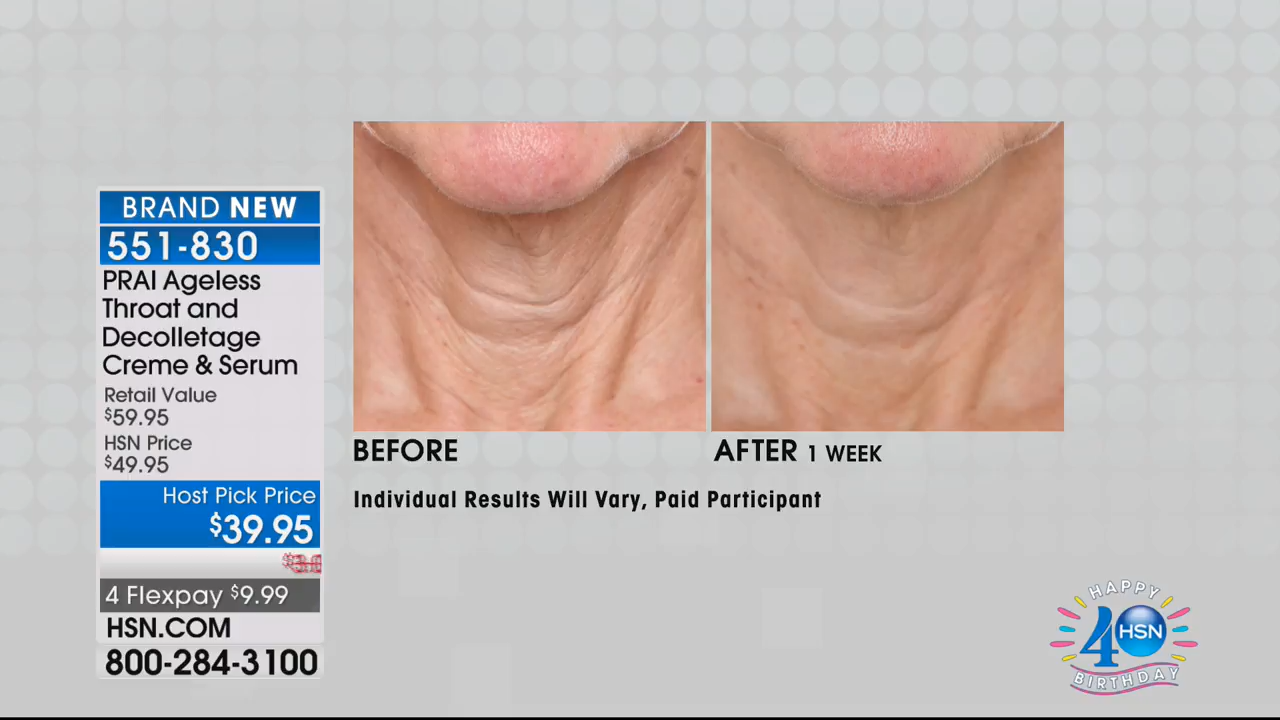 BRAND NEW
551-830
PRAI Ageless
Throat and
Decolletage
Creme & Serum
Retail Value
$59.95
HSN Price
$49.95
Host Pick Price
$39.95
4 Flexpay $9.99
HSN.COM
800-284-3100
BEFORE
AFTER 1 WEEK
Individual Results Will Vary, Paid Participant
HAPPY
40
HSN
BIRTHDAY